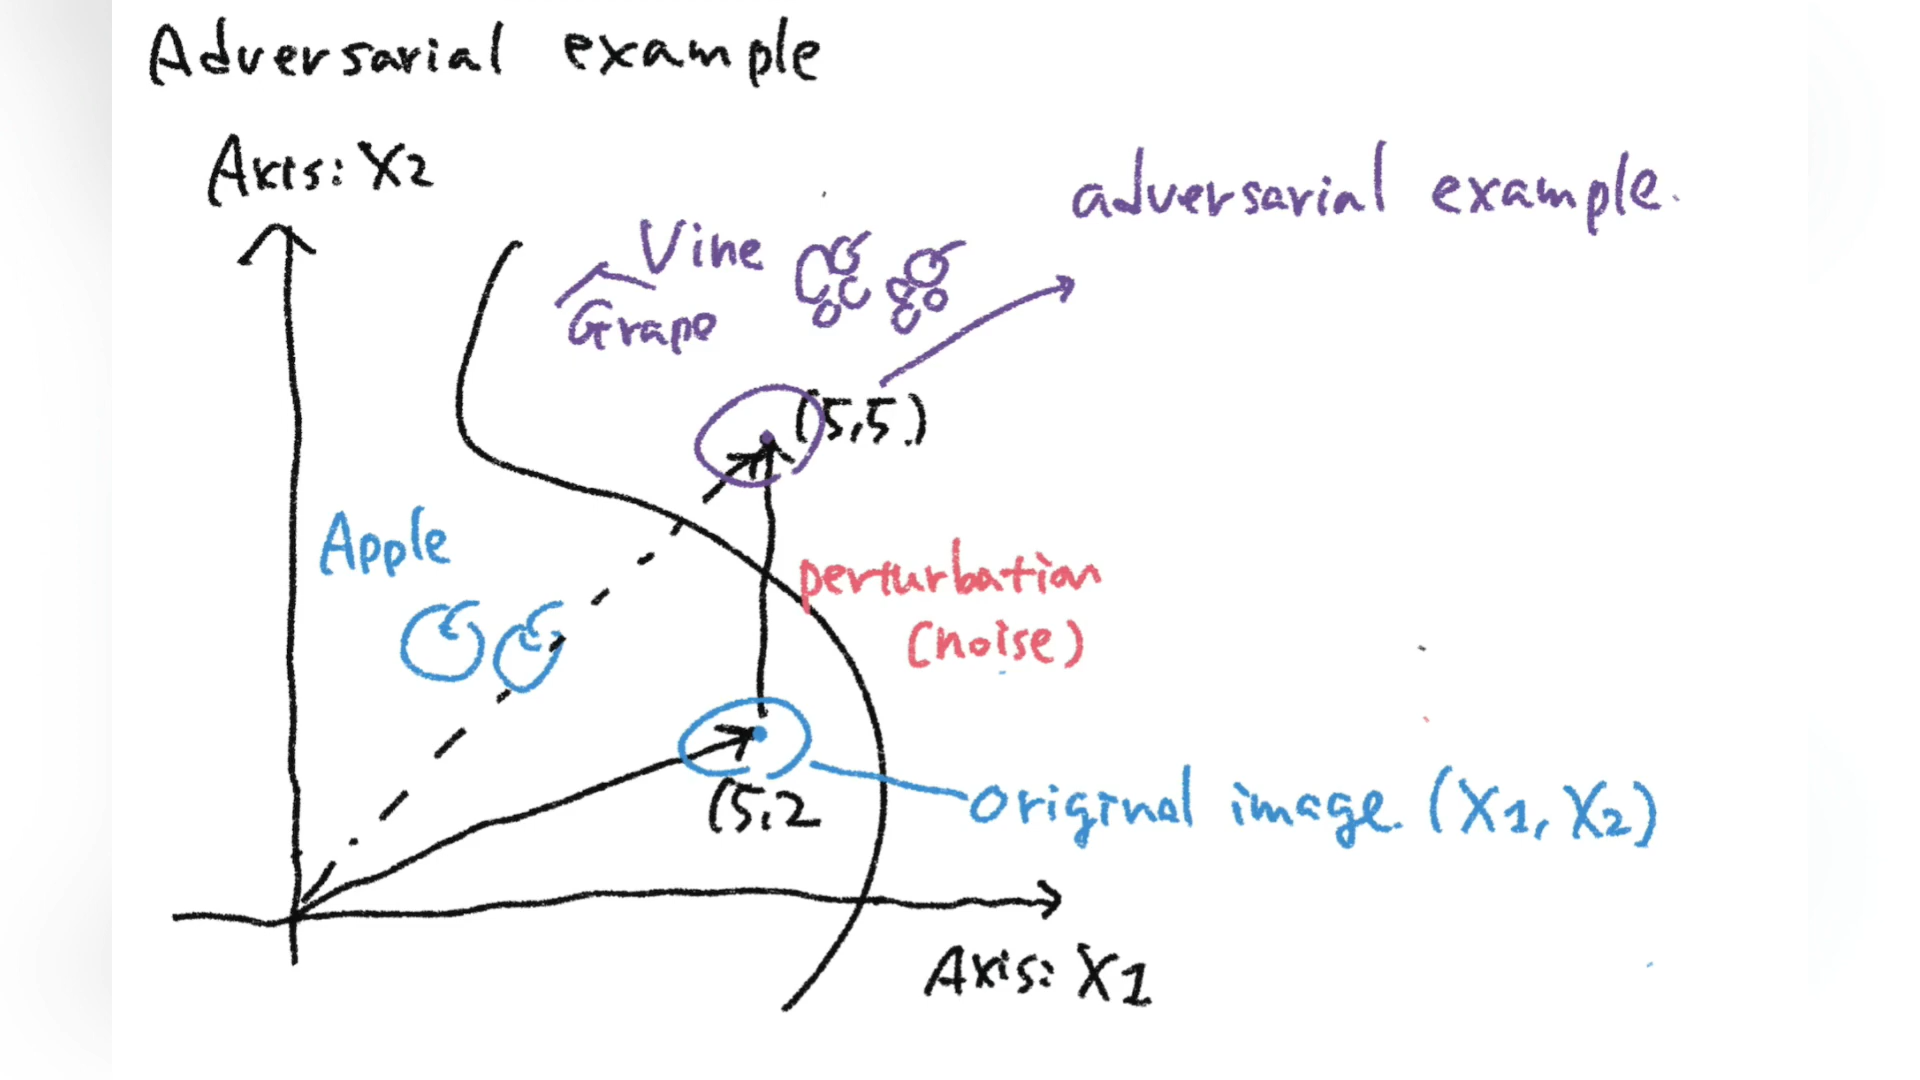 Adversarial example
Axis: X2
adversarial example.
Vine
Grape
(5,5)
Apple
perturbation
(noise)
(5,2
Original image. (X1, X2)
Axis: X1